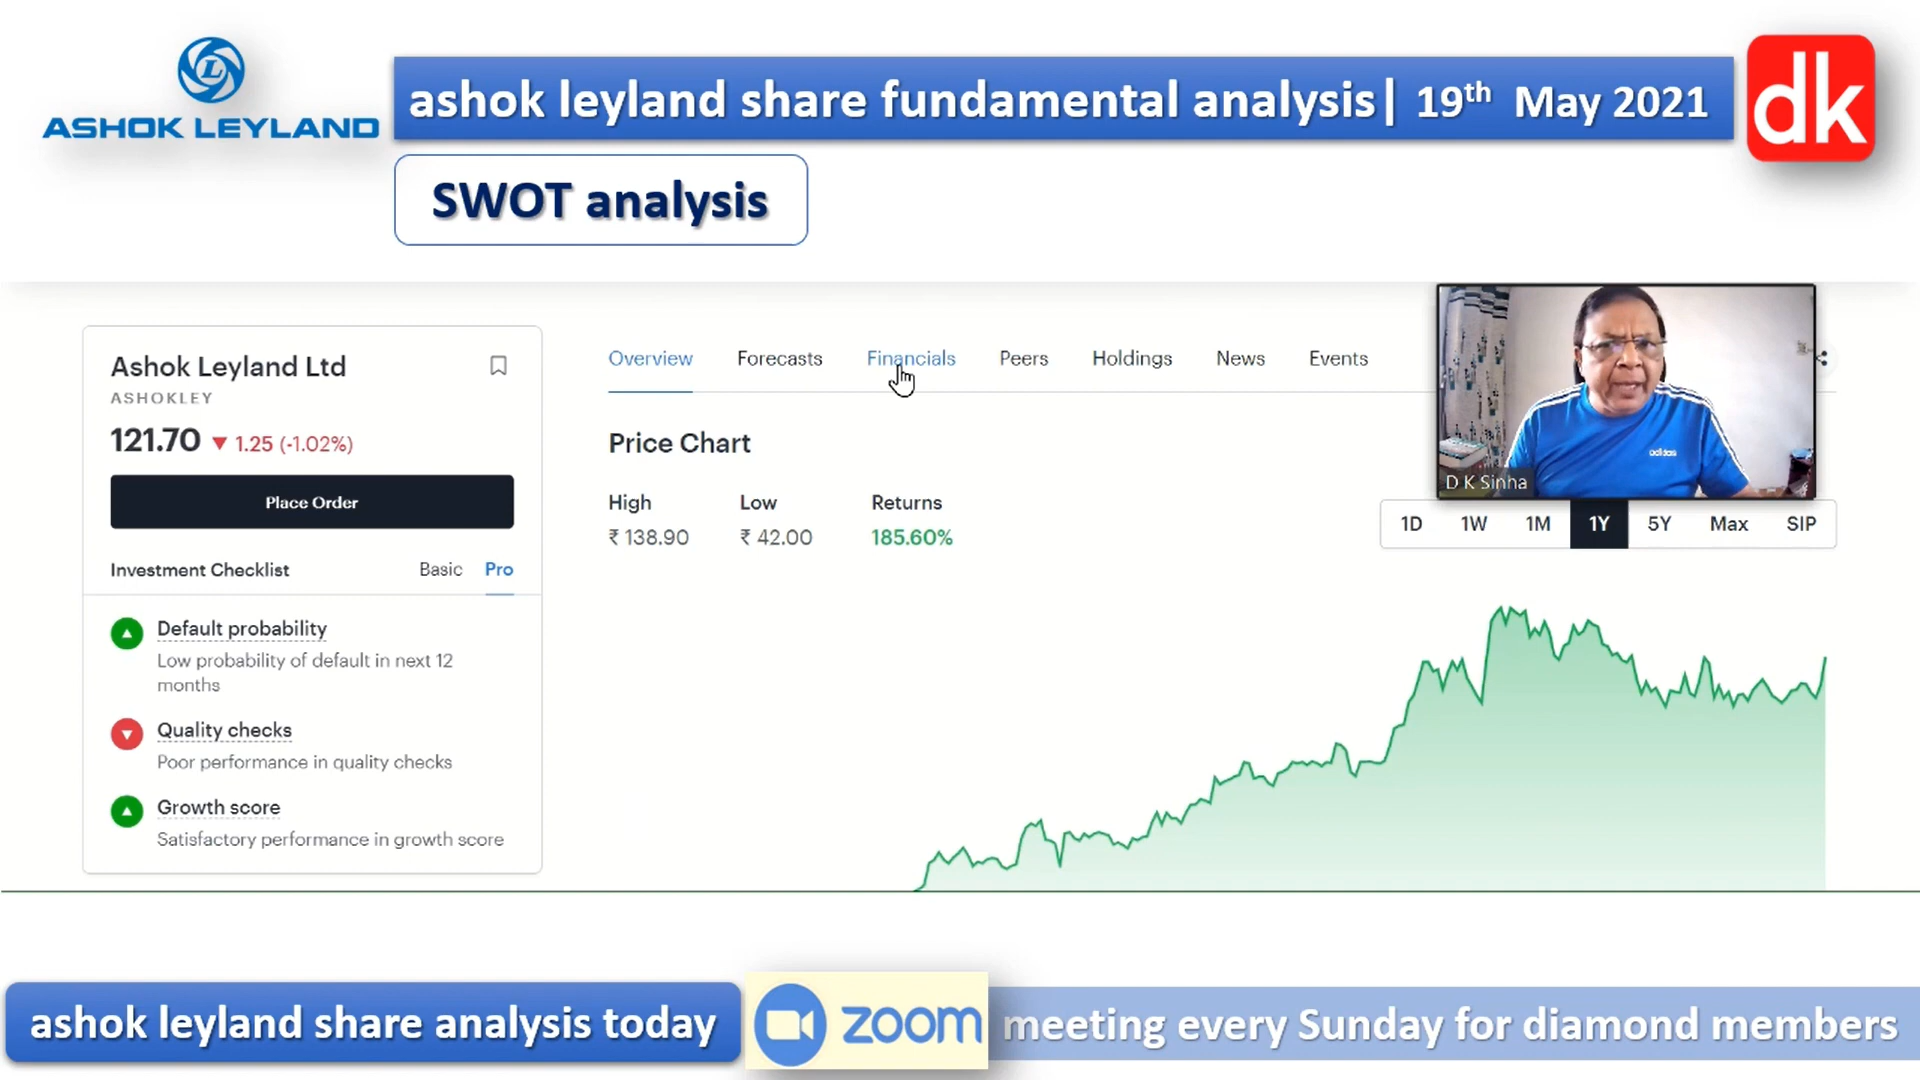 ASHOK LEYLAND
ashok leyland share fundamental analysis| 19th May 2021
dk
SWOT analysis
Ashok Leyland Ltd
ASHOKLEY
121.70 ▼ 1.25 (-1.02%)
Place Order
Investment Checklist Basic Pro
Default probability
Low probability of default in next 12
months
Quality checks
Poor performance in quality checks
Growth score
Satisfactory performance in growth score
Overview Forecasts Financials Peers Holdings News Events
Price Chart
High Low Returns
₹ 138.90 ₹ 42.00 185.60%
adidas
D K Sinha
1D 1W 1M 1Y 5Y Max SIP
ashok leyland share analysis today
zoom
meeting every Sunday for diamond members